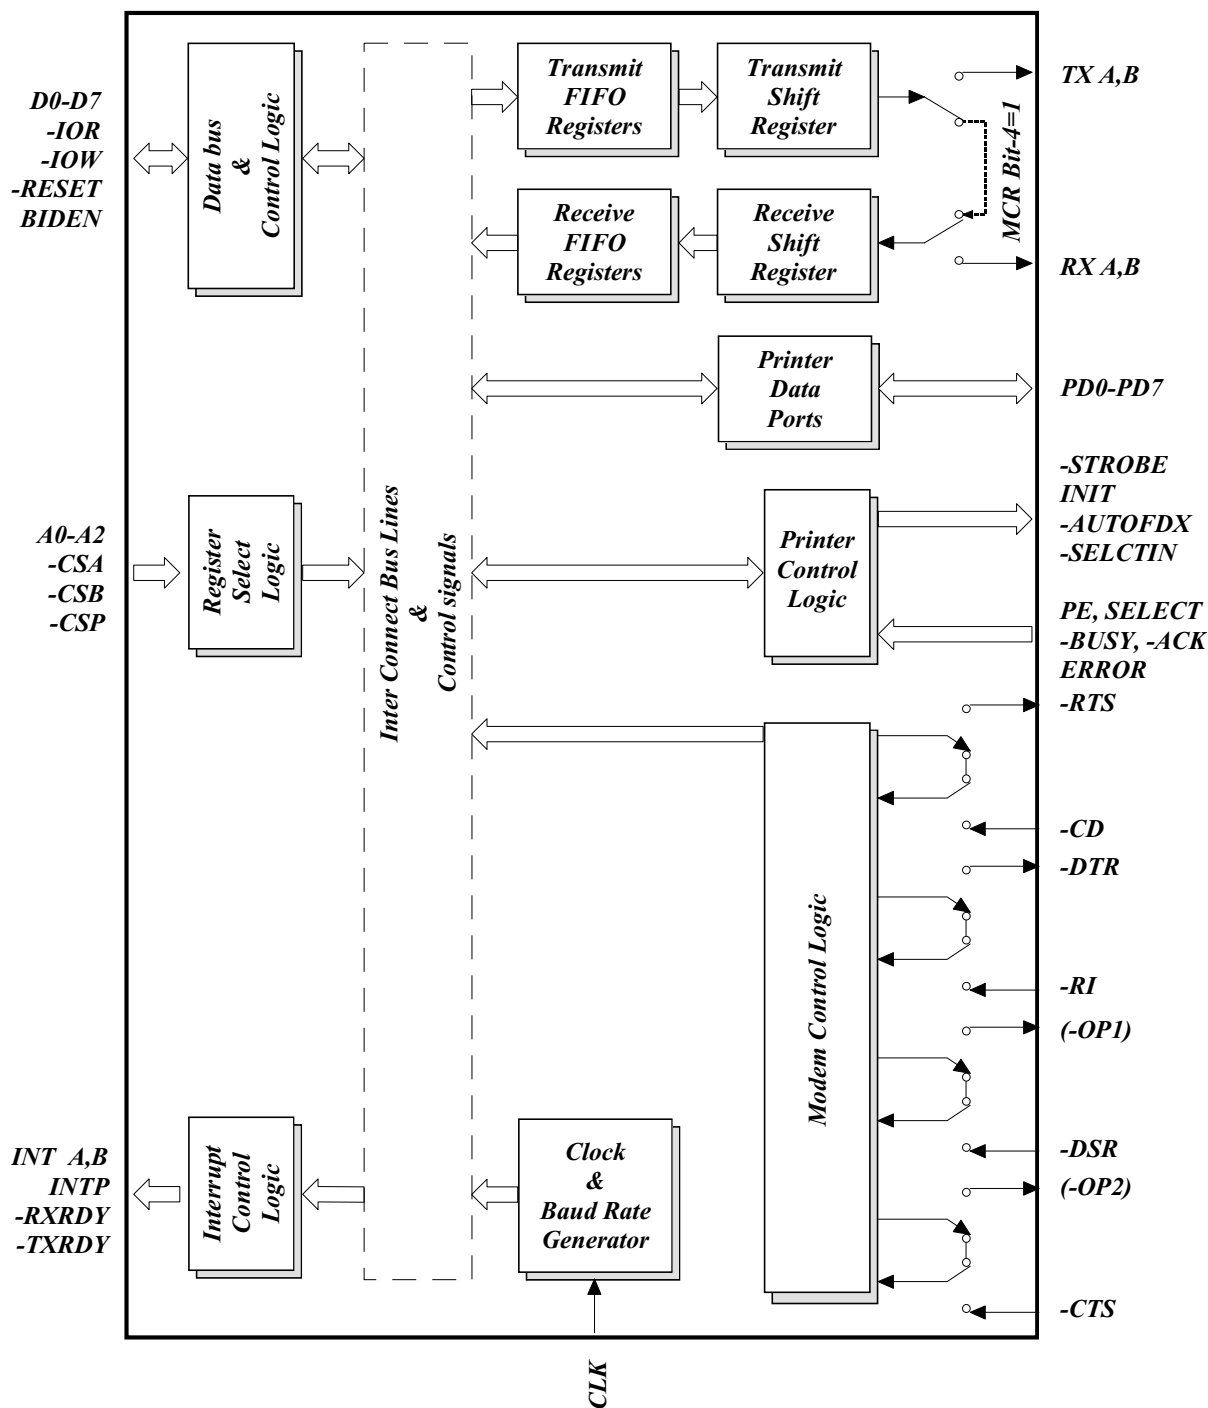 D0-D7
-IOR
-IOW
-RESET
BIDEN
Data bus
&
Control Logic
Transmit
FIFO
Registers
Transmit
Shift
Register
TX A,B
MCR Bit-4=1
Receive
FIFO
Registers
Receive
Shift
Register
RX A,B
Printer
Data
Ports
PD0-PD7
A0-A2
-CSA
-CSB
-CSP
Register
Select
Logic
Inter Connect Bus Lines
&
Control signals
Printer
Control
Logic
-STROBE
INIT
-AUTOFDX
-SELCTIN
PE, SELECT
-BUSY, -ACK
ERROR
Modem Control Logic
-RTS
-CD
-DTR
-RI
(-OP1)
-DSR
(-OP2)
-CTS
INT A,B
INTP
-RXRDY
-TXRDY
Interrupt
Control
Logic
Clock
&
Baud Rate
Generator
CLK